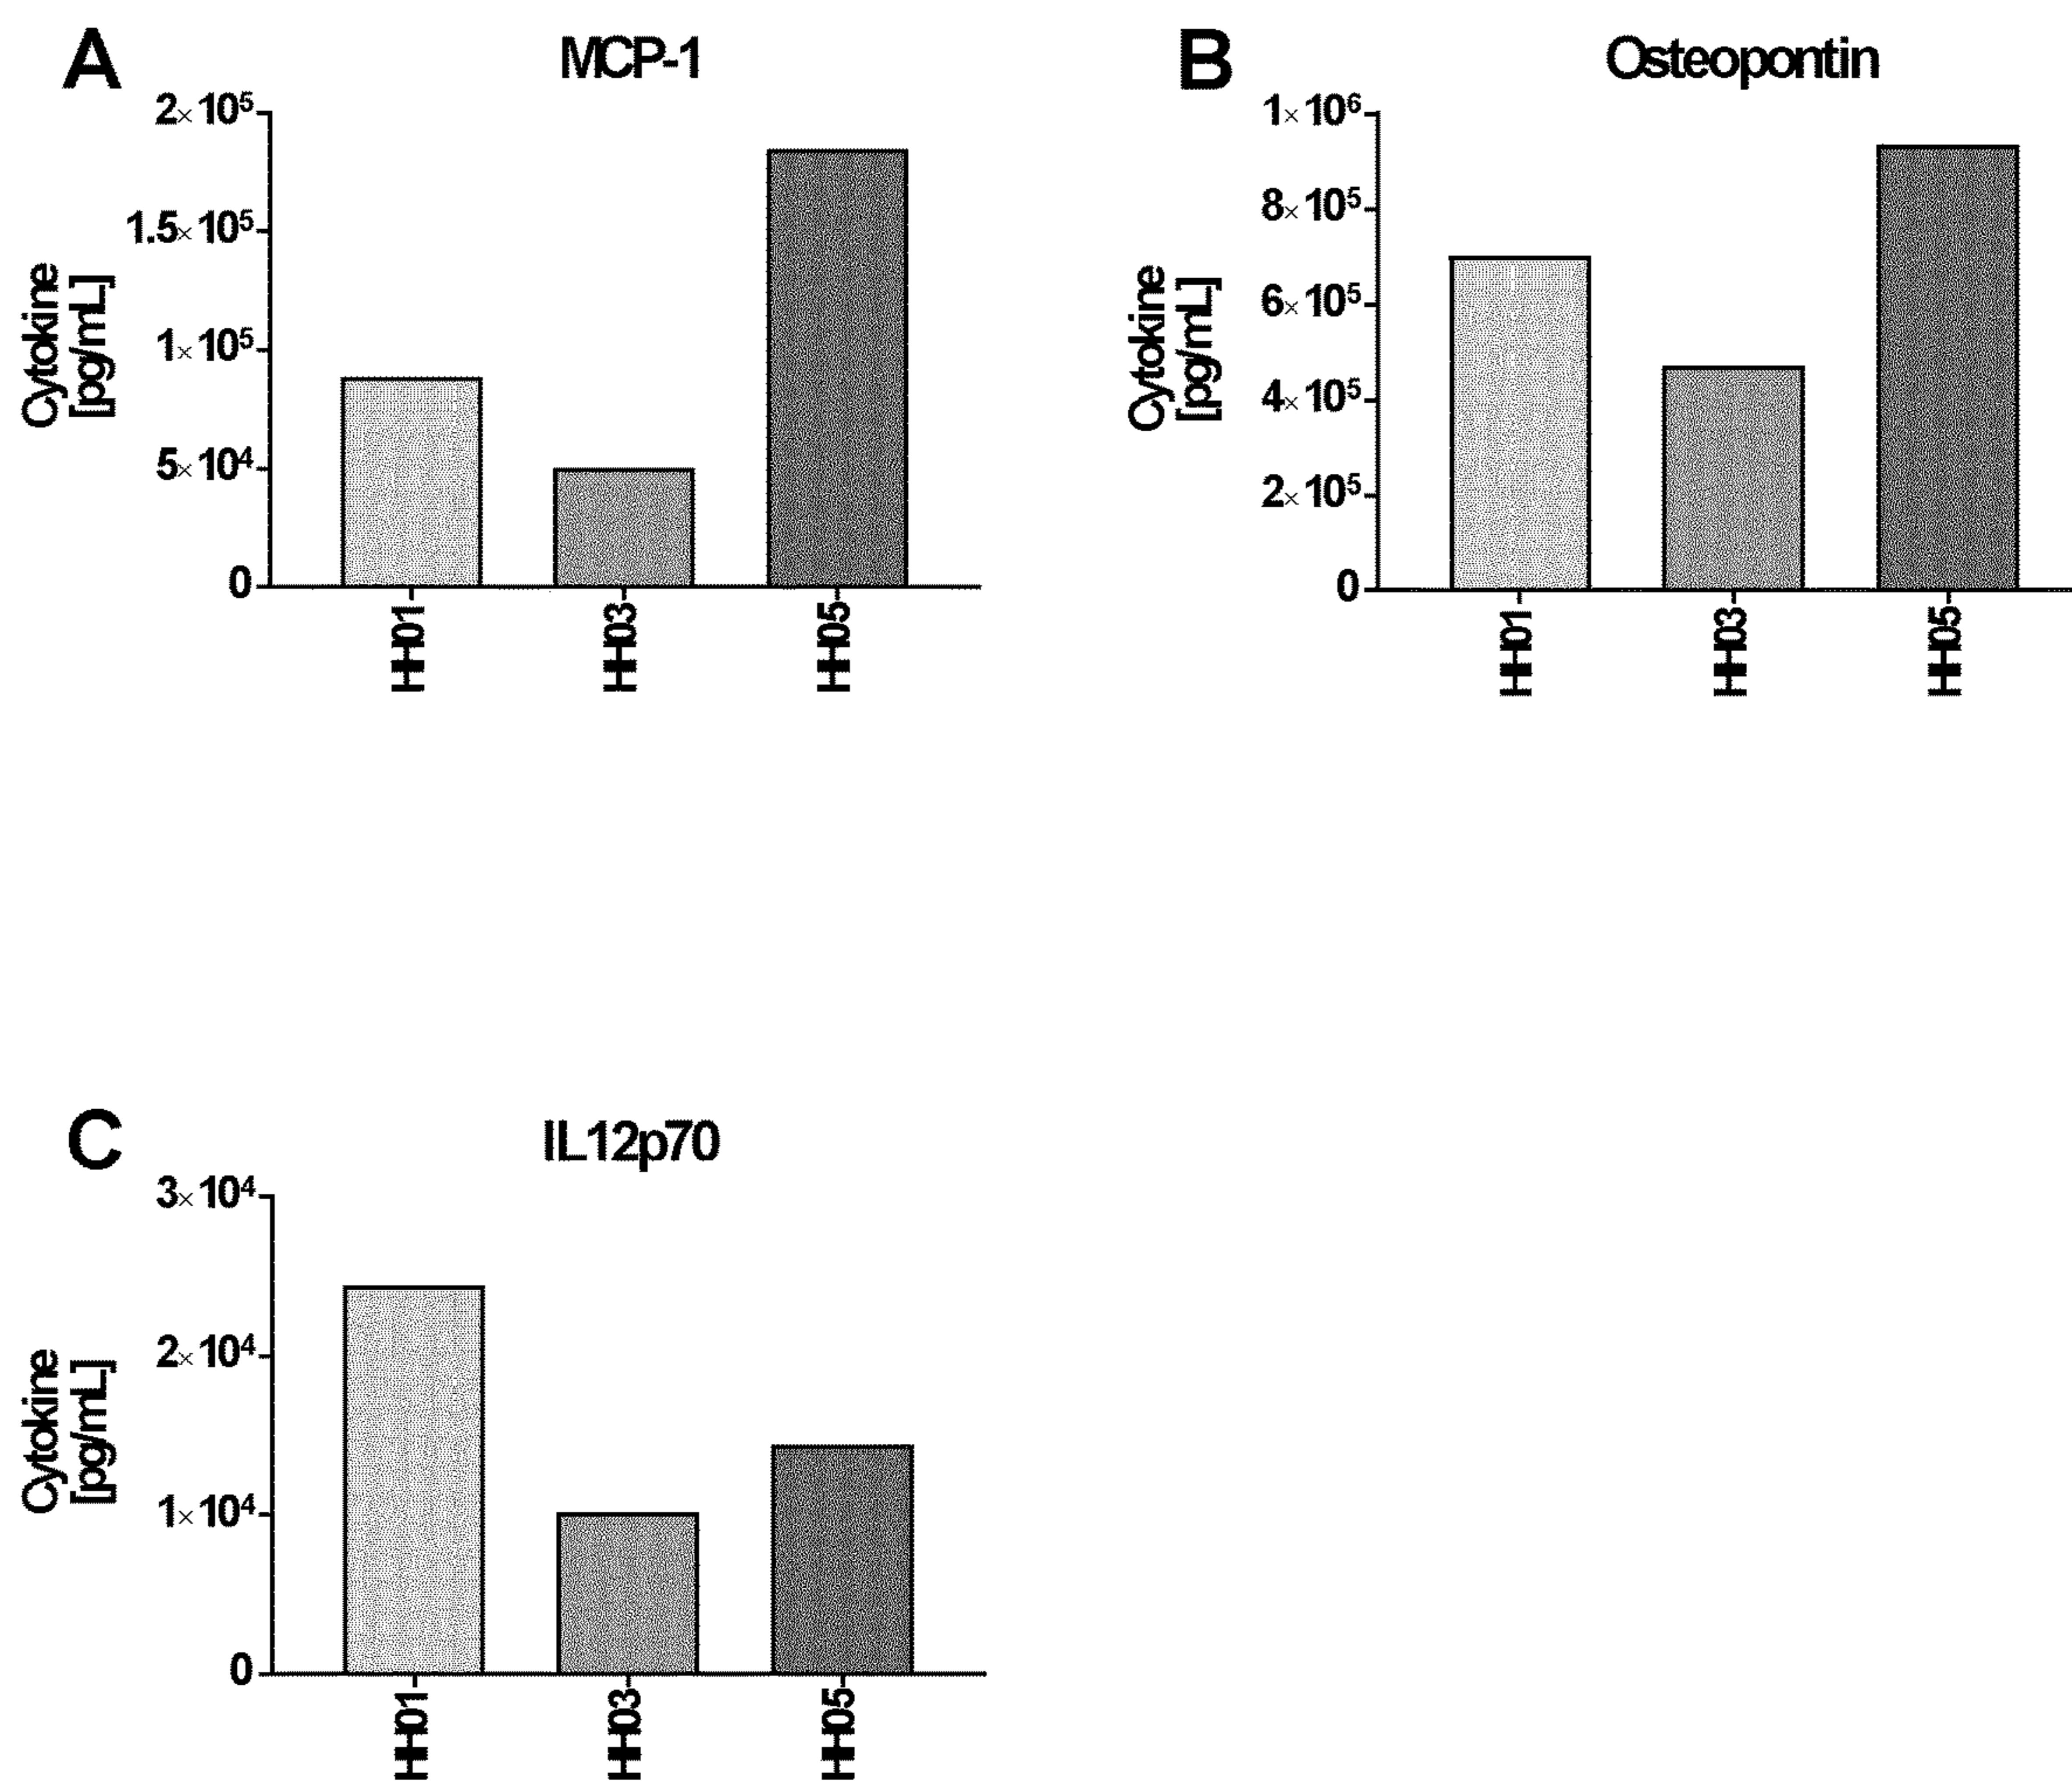 A
MCP-1
2×10⁵
1.5×10⁵
1×10⁵
5×10⁴
0
Cytokine
[pg/mL]
HH01
HH03
HH05
B
Osteopontin
1×10⁶
8×10⁵
6×10⁵
4×10⁵
2×10⁵
0
Cytokine
[pg/mL]
HH01
HH03
HH05
C
IL12p70
3×10⁴
2×10⁴
1×10⁴
0
Cytokine
[pg/mL]
HH01
HH03
HH05